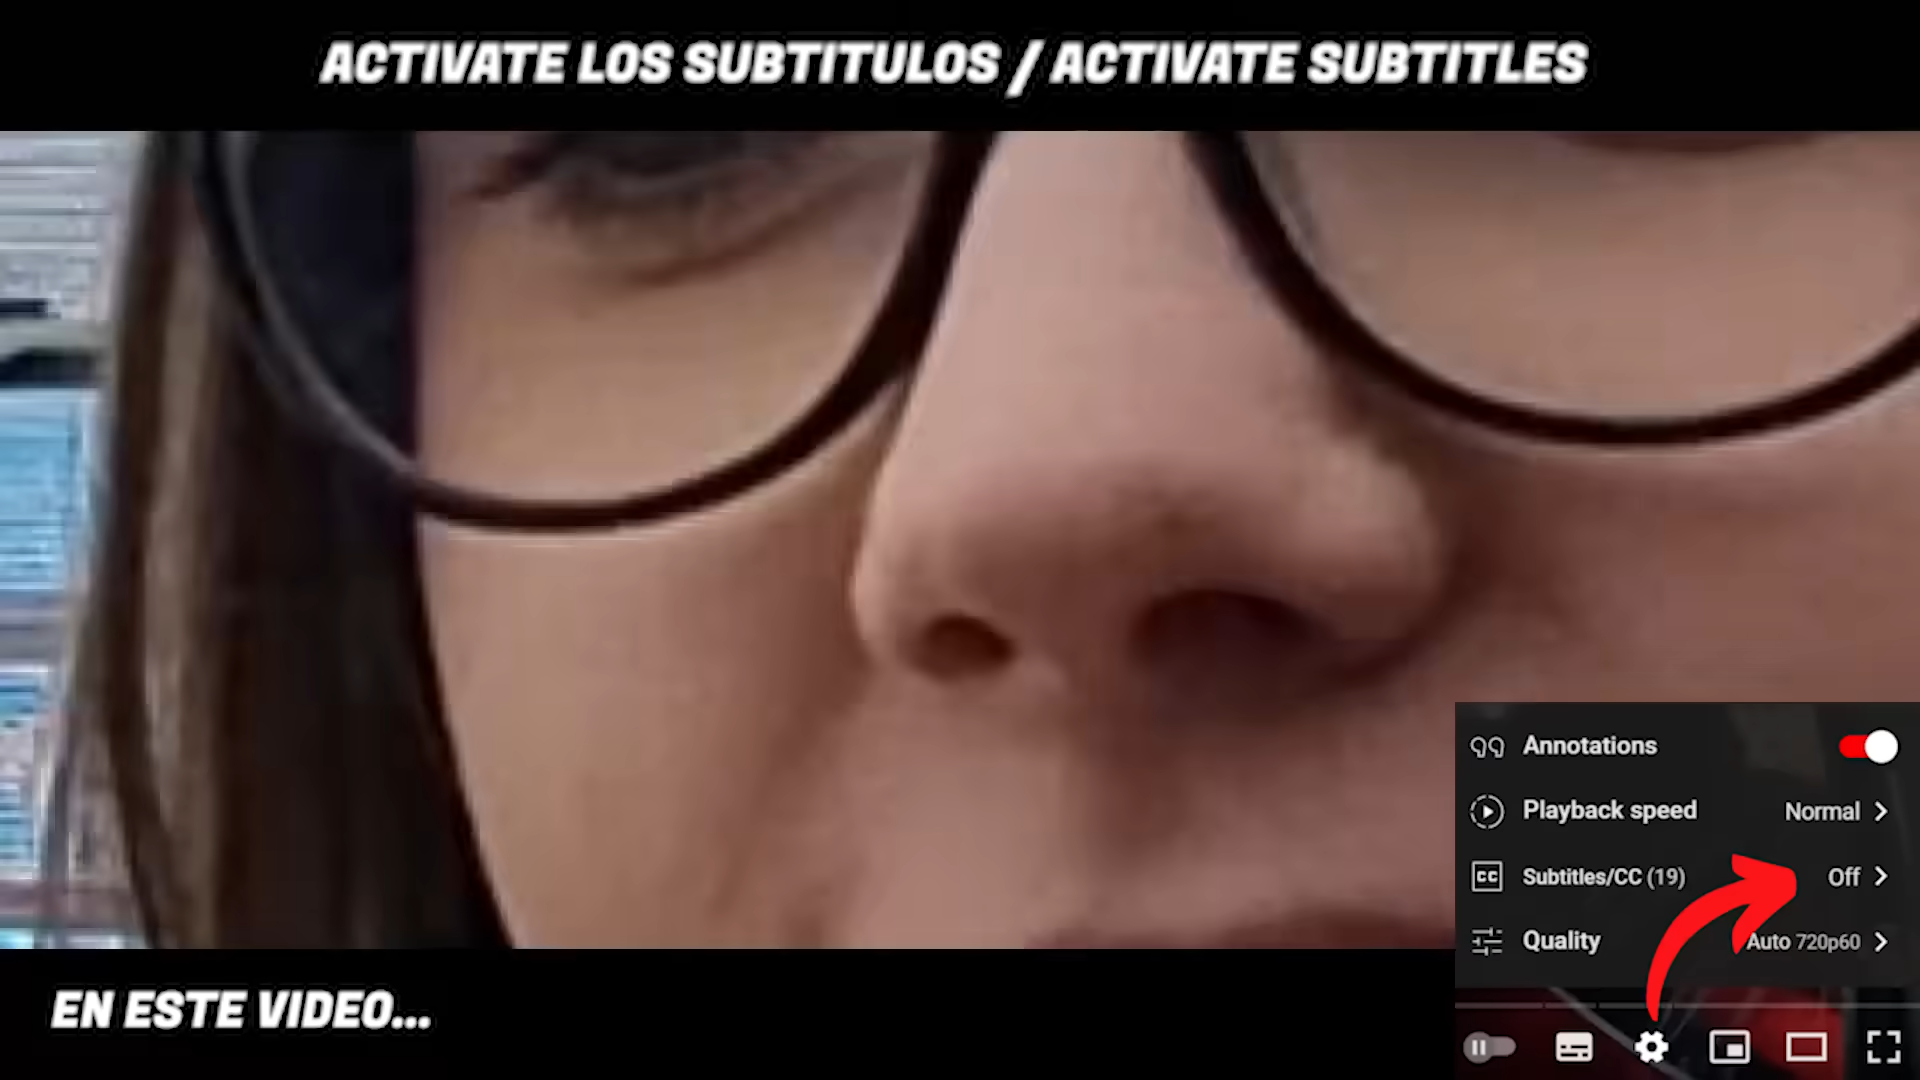 ACTIVATE LOS SUBTITULOS / ACTIVATE SUBTITLES
Annotations
Playback speed Normal
CC Subtitles/CC (19) Off
Quality Auto 720p60
EN ESTE VIDEO...